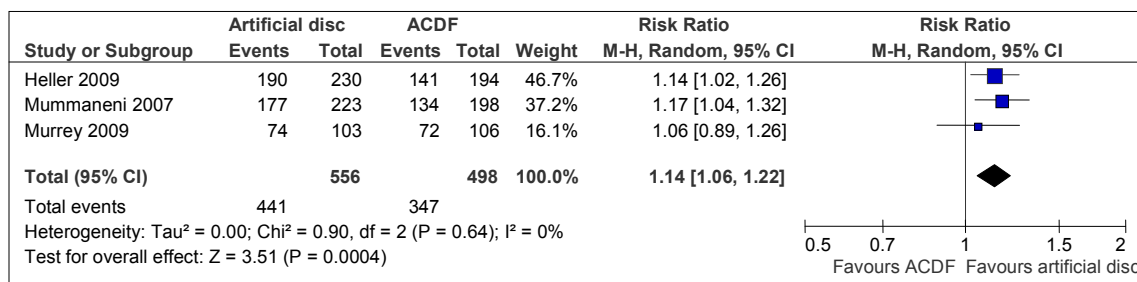 Artificial disc ACDF Risk Ratio Risk Ratio
Study or Subgroup Events Total Events Total Weight M-H, Random, 95% CI M-H, Random, 95% CI
Heller 2009 190 230 141 194 46.7% 1.14 [1.02, 1.26]
Mummaneni 2007 177 223 134 198 37.2% 1.17 [1.04, 1.32]
Murrey 2009 74 103 72 106 16.1% 1.06 [0.89, 1.26]
Total (95% CI) 556 498 100.0% 1.14 [1.06, 1.22]
Total events 441 347
Heterogeneity: Tau² = 0.00; Chi² = 0.90, df = 2 (P = 0.64); I² = 0%
Test for overall effect: Z = 3.51 (P = 0.0004)
0.5 0.7 1 1.5 2
Favours ACDF Favours artificial disc